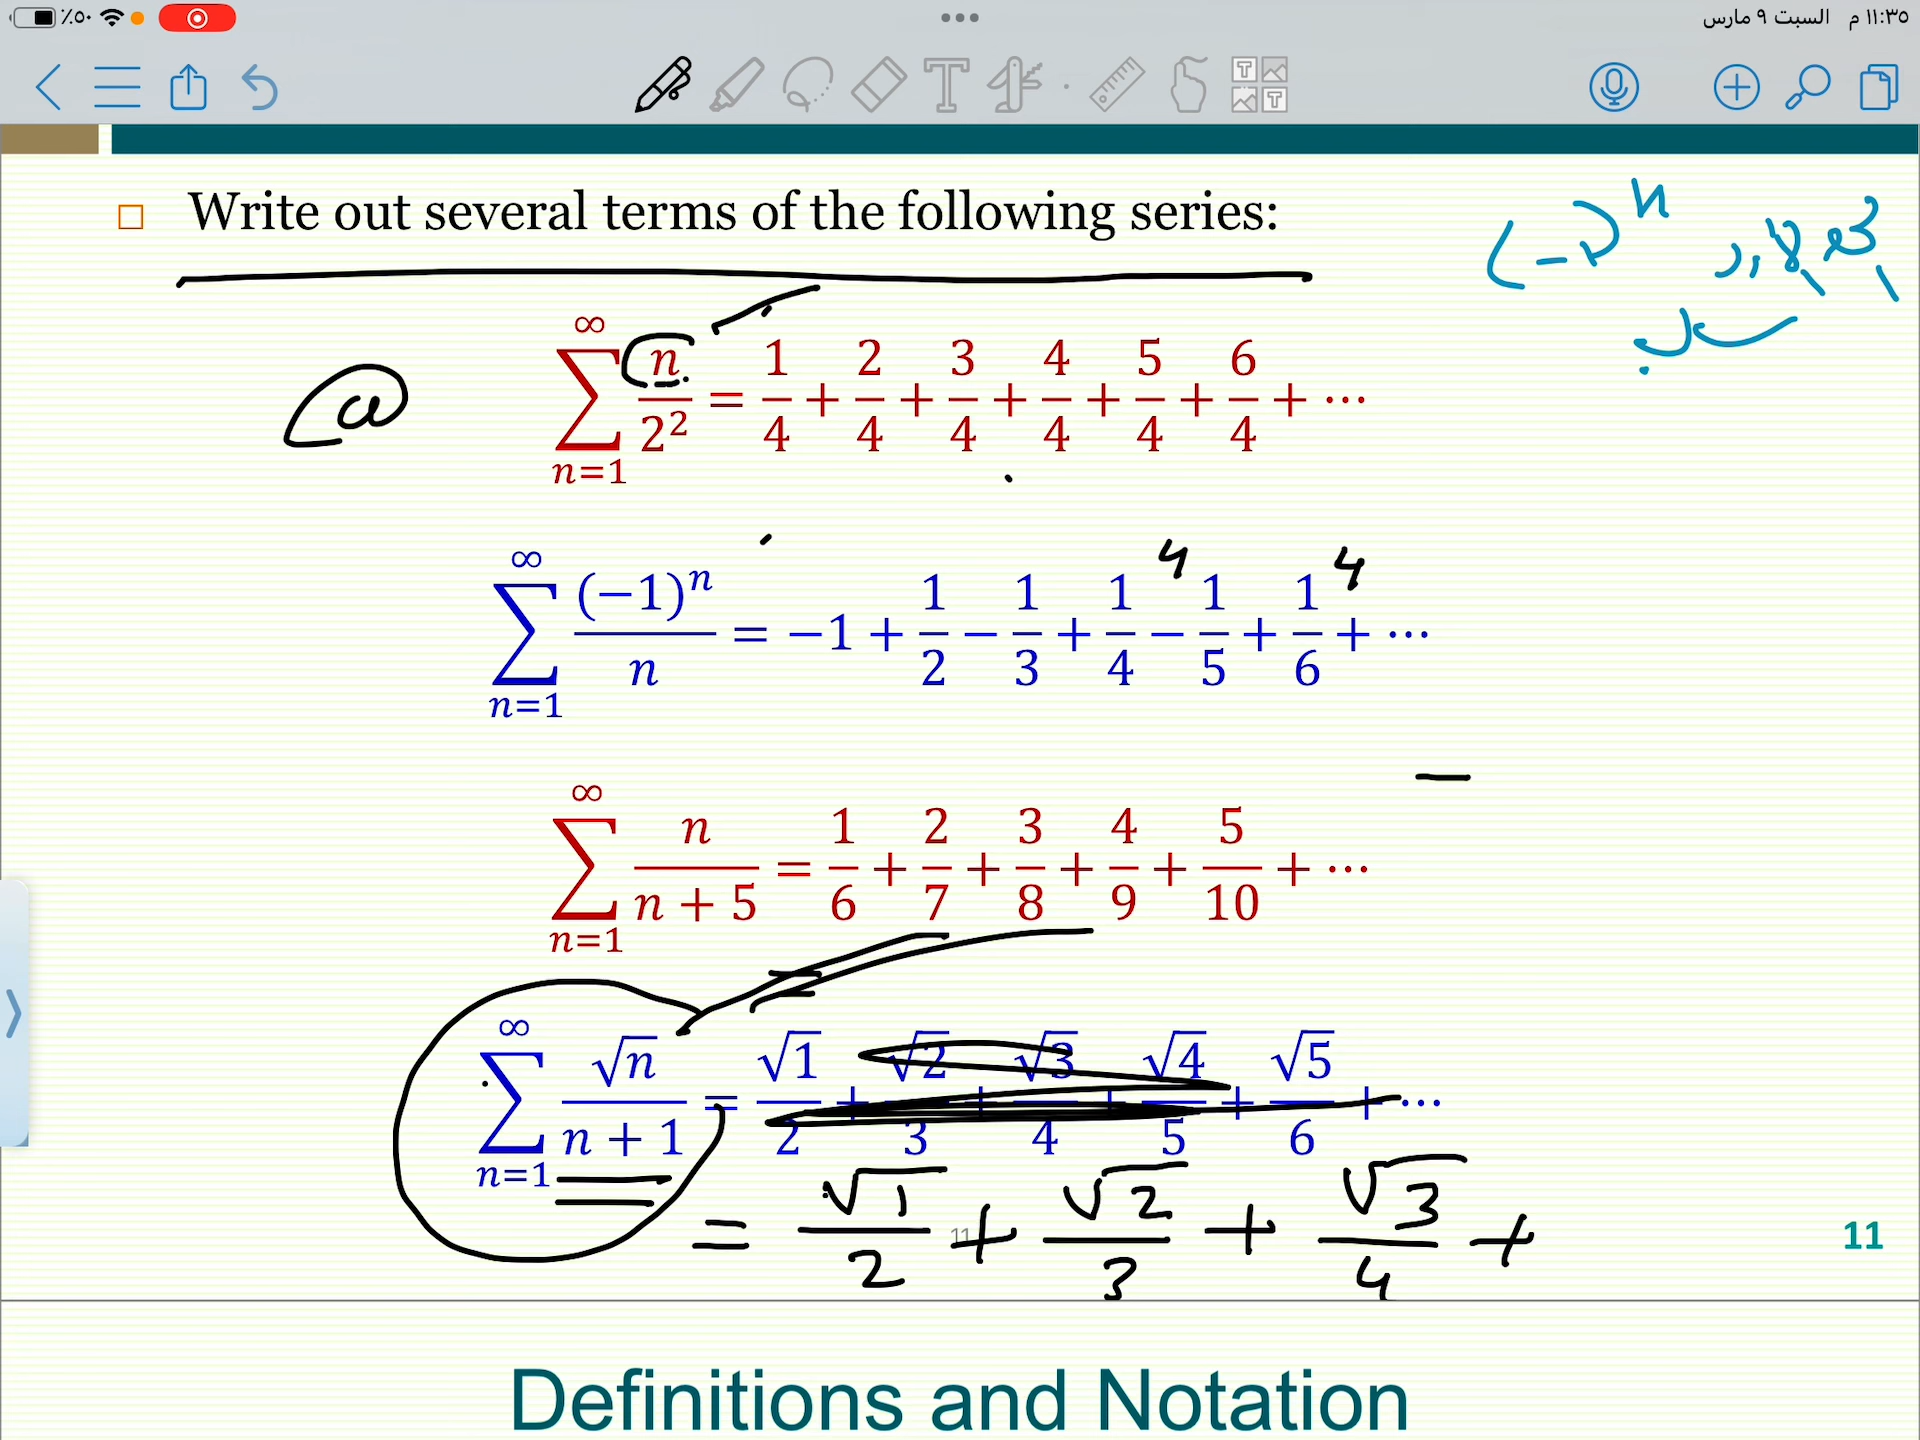 ٪٥٠
١١:٣٥ م السبت ٩ مارس
Write out several terms of the following series:
(-1)ⁿ
∑_{n=1}^{∞} n/2² = 1/4 + 2/4 + 3/4 + 4/4 + 5/4 + 6/4 + ⋯
∑_{n=1}^{∞} (−1)ⁿ/n = −1 + 1/2 − 1/3 + 1/4 − 1/5 + 1/6 + ⋯
4 4
∑_{n=1}^{∞} n/(n + 5) = 1/6 + 2/7 + 3/8 + 4/9 + 5/10 + ⋯
∑_{n=1}^{∞} √n/(n + 1) = √1/2 + √2/3 + √3/4 + √4/5 + √5/6 + ⋯
= √1/2 + √2/3 + √3/4 +
11
11
Definitions and Notation